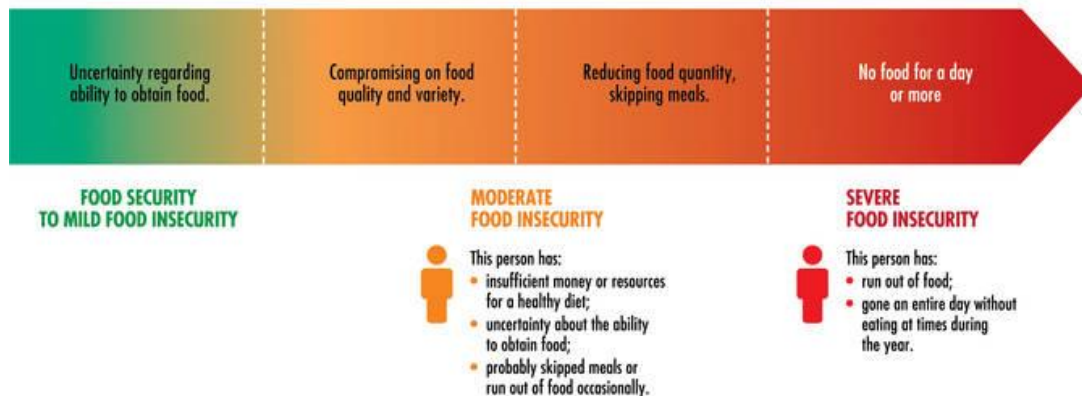 Uncertainty regarding
ability to obtain food.
Compromising on food
quality and variety.
Reducing food quantity,
skipping meals.
No food for a day
or more
FOOD SECURITY
TO MILD FOOD INSECURITY
MODERATE
FOOD INSECURITY
This person has:
• insufficient money or resources
for a healthy diet;
• uncertainty about the ability
to obtain food;
• probably skipped meals or
run out of food occasionally.
SEVERE
FOOD INSECURITY
This person has:
• run out of food;
• gone an entire day without
eating at times during
the year.